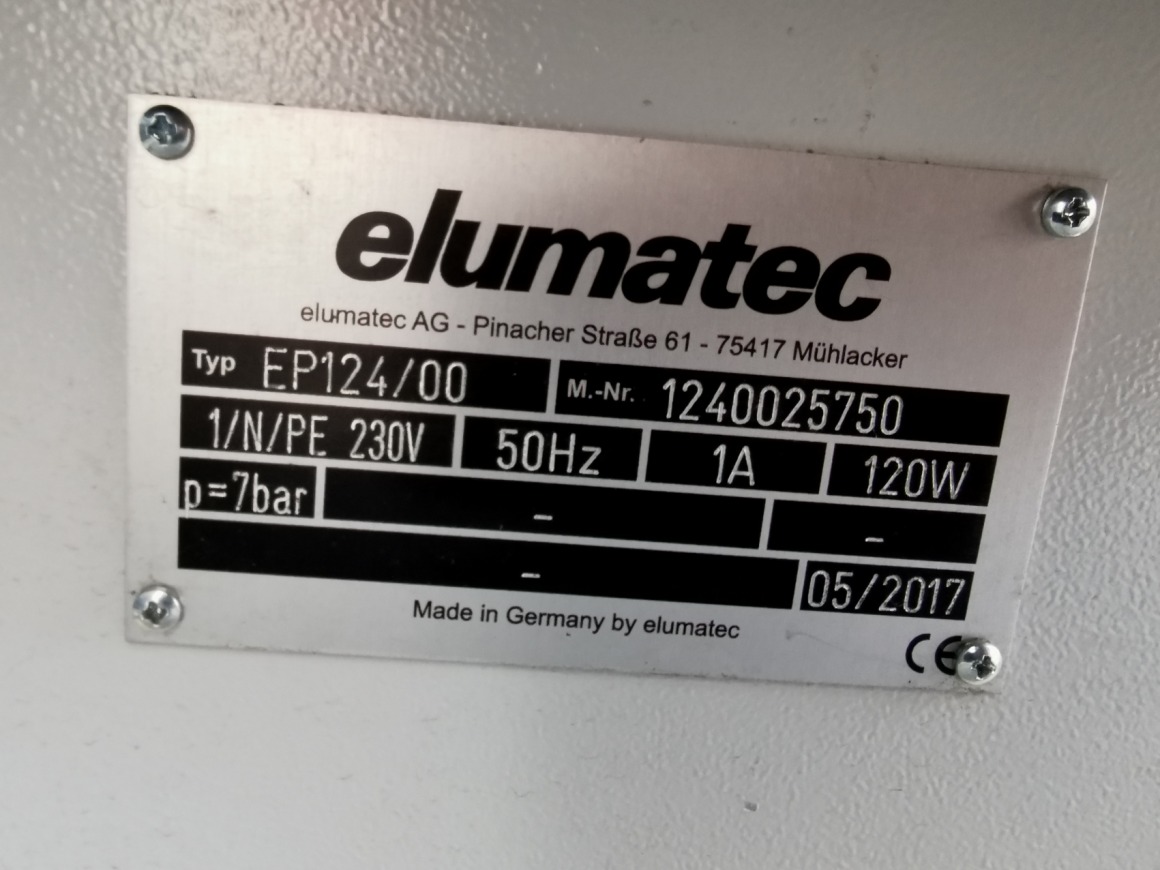 elumatec
elumatec AG - Pinacher Straße 61 - 75417 Mühlacker
Typ EP124/00 M.-Nr. 1240025750
1/N/PE 230V 50Hz 1A 120W
p=7bar - -
- 05/2017
Made in Germany by elumatec
CE